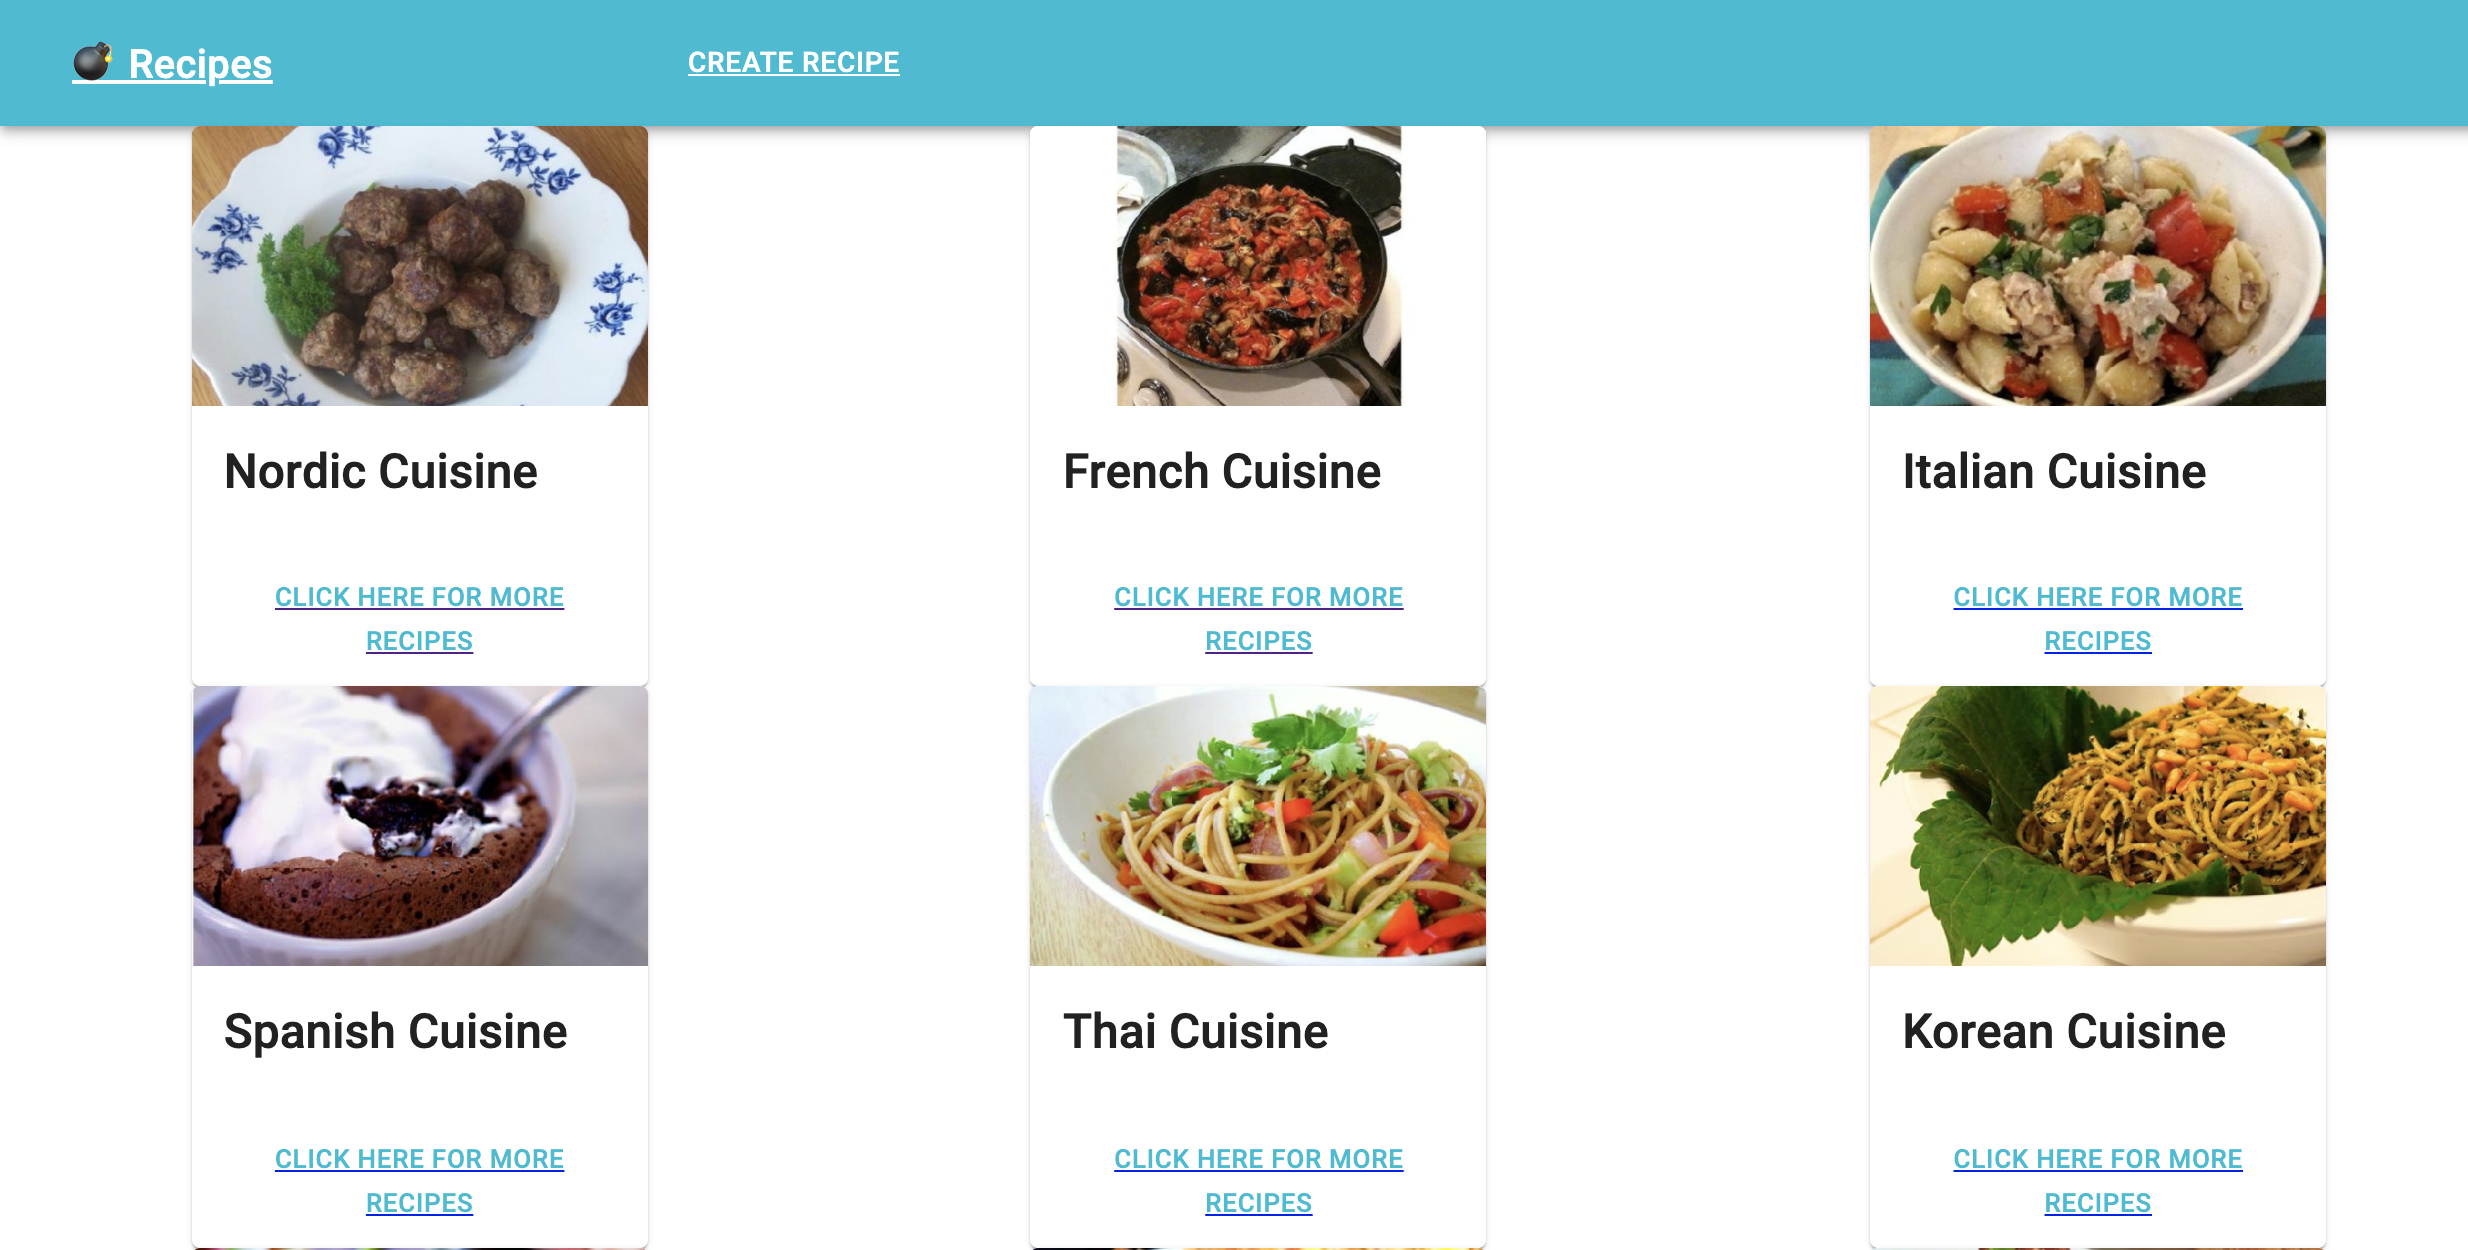 Recipes
CREATE RECIPE
Nordic Cuisine
French Cuisine
Italian Cuisine
CLICK HERE FOR MORE
RECIPES
CLICK HERE FOR MORE
RECIPES
CLICK HERE FOR MORE
RECIPES
Spanish Cuisine
Thai Cuisine
Korean Cuisine
CLICK HERE FOR MORE
RECIPES
CLICK HERE FOR MORE
RECIPES
CLICK HERE FOR MORE
RECIPES